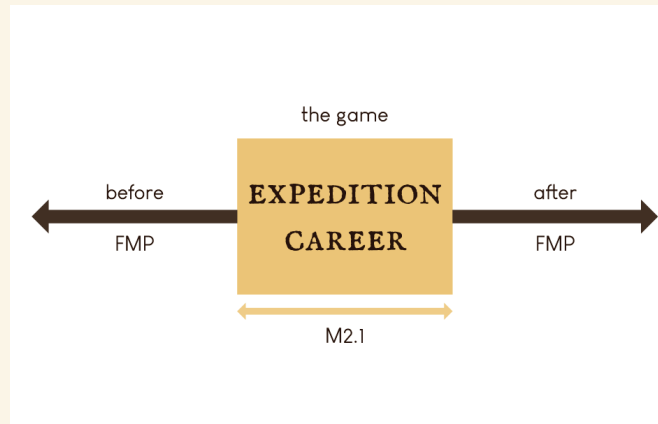 the game
EXPEDITION
CAREER
before
FMP
after
FMP
M2.1